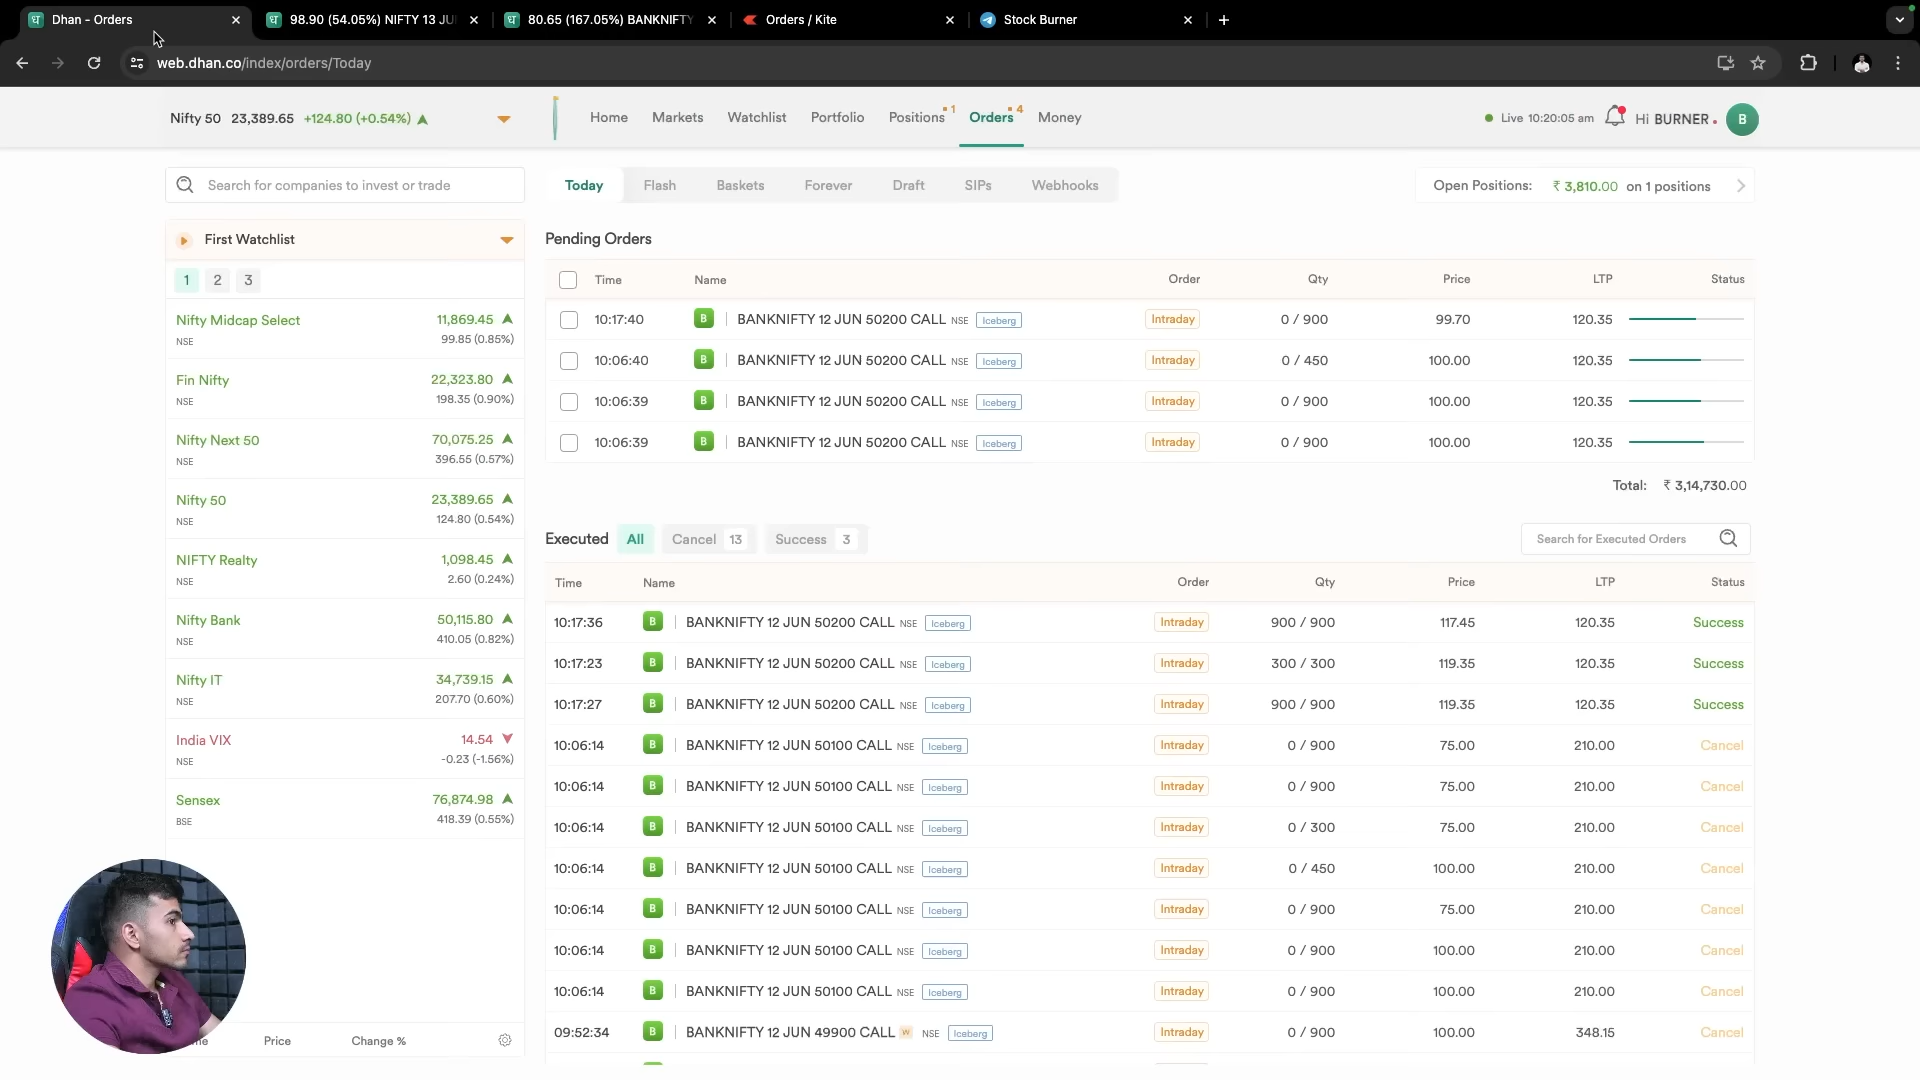 Dhan - Orders
98.90 (54.05%) NIFTY 13 JU
80.65 (167.05%) BANKNIFTY
Orders / Kite
Stock Burner
web.dhan.co/index/orders/Today
Nifty 50 23,389.65 +124.80 (+0.54%)
Home Markets Watchlist Portfolio Positions 1 Orders 4 Money
Live 10:20:05 am Hi BURNER B
Search for companies to invest or trade
Today Flash Baskets Forever Draft SIPs Webhooks
Open Positions: ₹ 3,810.00 on 1 positions
First Watchlist
1 2 3
Nifty Midcap Select 11,869.45
NSE 99.85 (0.85%)
Fin Nifty 22,323.80
NSE 198.35 (0.90%)
Nifty Next 50 70,075.25
NSE 396.55 (0.57%)
Nifty 50 23,389.65
NSE 124.80 (0.54%)
NIFTY Realty 1,098.45
NSE 2.60 (0.24%)
Nifty Bank 50,115.80
NSE 410.05 (0.82%)
Nifty IT 34,739.15
NSE 207.70 (0.60%)
India VIX 14.54
NSE -0.23 (-1.56%)
Sensex 76,874.98
BSE 418.39 (0.55%)
Price Change %
Pending Orders
Time Name Order Qty Price LTP Status
10:17:40 B BANKNIFTY 12 JUN 50200 CALL NSE Iceberg Intraday 0 / 900 99.70 120.35
10:06:40 B BANKNIFTY 12 JUN 50200 CALL NSE Iceberg Intraday 0 / 450 100.00 120.35
10:06:39 B BANKNIFTY 12 JUN 50200 CALL NSE Iceberg Intraday 0 / 900 100.00 120.35
10:06:39 B BANKNIFTY 12 JUN 50200 CALL NSE Iceberg Intraday 0 / 900 100.00 120.35
Total: ₹ 3,14,730.00
Executed All Cancel 13 Success 3
Search for Executed Orders
Time Name Order Qty Price LTP Status
10:17:36 B BANKNIFTY 12 JUN 50200 CALL NSE Iceberg Intraday 900 / 900 117.45 120.35 Success
10:17:23 B BANKNIFTY 12 JUN 50200 CALL NSE Iceberg Intraday 300 / 300 119.35 120.35 Success
10:17:27 B BANKNIFTY 12 JUN 50200 CALL NSE Iceberg Intraday 900 / 900 119.35 120.35 Success
10:06:14 B BANKNIFTY 12 JUN 50100 CALL NSE Iceberg Intraday 0 / 900 75.00 210.00 Cancel
10:06:14 B BANKNIFTY 12 JUN 50100 CALL NSE Iceberg Intraday 0 / 900 75.00 210.00 Cancel
10:06:14 B BANKNIFTY 12 JUN 50100 CALL NSE Iceberg Intraday 0 / 300 75.00 210.00 Cancel
10:06:14 B BANKNIFTY 12 JUN 50100 CALL NSE Iceberg Intraday 0 / 450 100.00 210.00 Cancel
10:06:14 B BANKNIFTY 12 JUN 50100 CALL NSE Iceberg Intraday 0 / 900 75.00 210.00 Cancel
10:06:14 B BANKNIFTY 12 JUN 50100 CALL NSE Iceberg Intraday 0 / 900 100.00 210.00 Cancel
10:06:14 B BANKNIFTY 12 JUN 50100 CALL NSE Iceberg Intraday 0 / 900 100.00 210.00 Cancel
09:52:34 B BANKNIFTY 12 JUN 49900 CALL W NSE Iceberg Intraday 0 / 900 100.00 348.15 Cancel